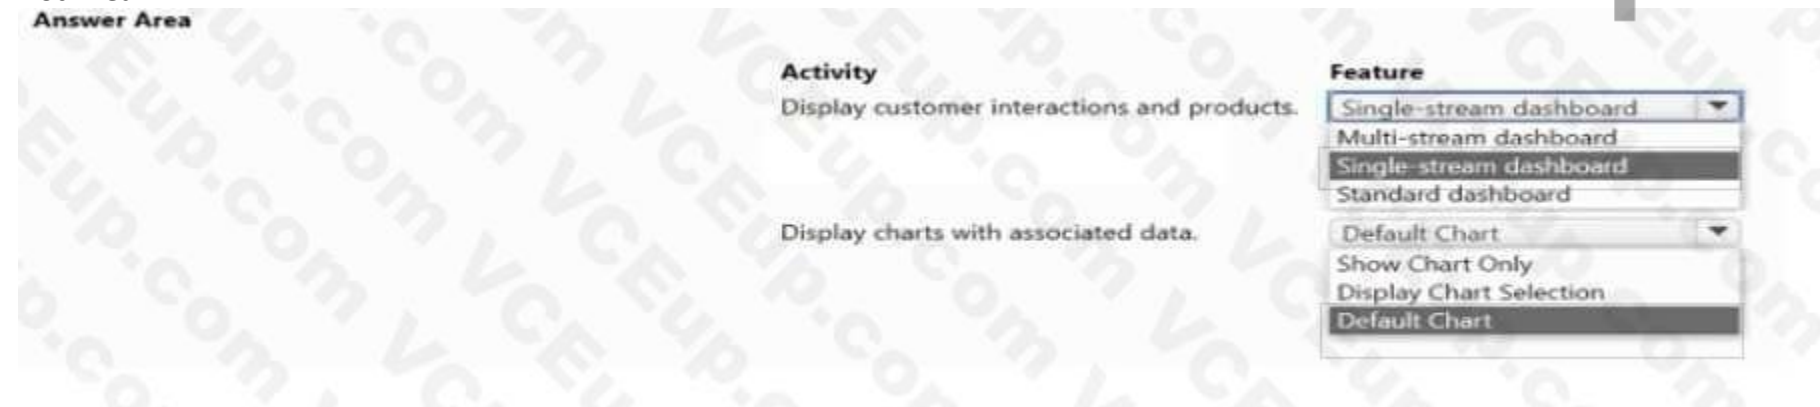 Answer Area
Activity Feature
Display customer interactions and products. Single-stream dashboard
Multi-stream dashboard
Single-stream dashboard
Standard dashboard
Display charts with associated data. Default Chart
Show Chart Only
Display Chart Selection
Default Chart